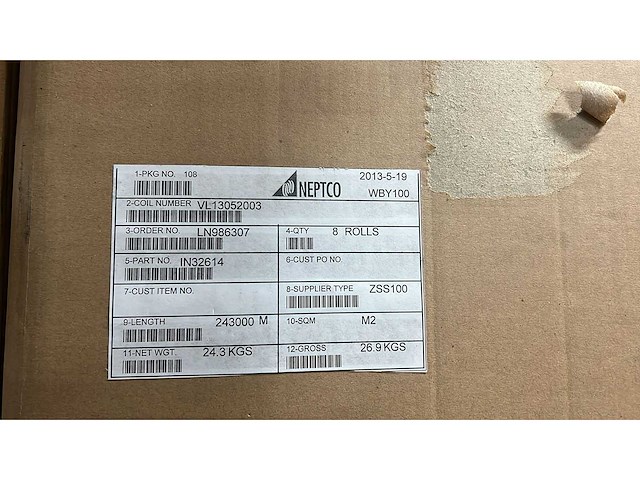 1-PKG NO. 108
NEPTCO
2013-5-19
WBY100
2-COIL NUMBER VL13052003
3-ORDER NO. LN986307
4-QTY 8 ROLLS
5-PART NO. IN32614
6-CUST PO NO.
7-CUST ITEM NO.
8-SUPPLIER TYPE ZSS100
9-LENGTH 243000 M
10-SQM M2
11-NET WGT. 24.3 KGS
12-GROSS 26.9 KGS